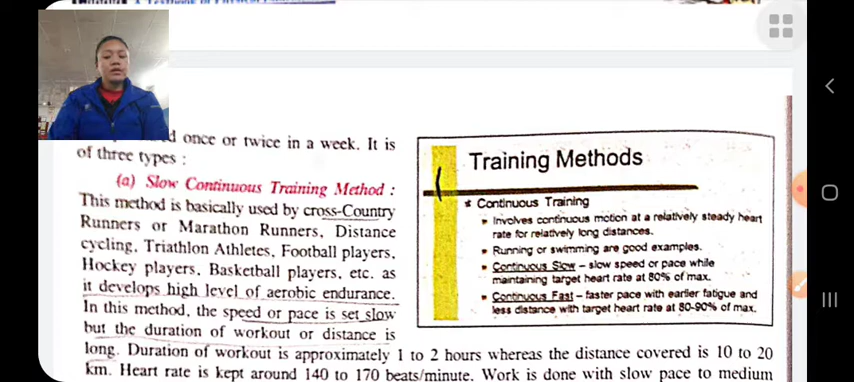 A Textbook of Physical
once or twice in a week. It is
of three types :
(a) Slow Continuous Training Method :
This method is basically used by cross-Country
Runners or Marathon Runners, Distance
cycling, Triathlon Athletes, Football players,
Hockey players, Basketball players, etc. as
it develops high level of aerobic endurance.
In this method, the speed or pace is set slow
but the duration of workout or distance is
long. Duration of workout is approximately 1 to 2 hours whereas the distance covered is 10 to 20
km. Heart rate is kept around 140 to 170 beats/minute. Work is done with slow pace to medium
Training Methods
Continuous Training
Involves continuous motion at a relatively steady heart
rate for relatively long distances.
Running or swimming are good examples.
Continuous Slow – slow speed or pace while
maintaining target heart rate at 80% of max.
Continuous Fast – faster pace with earlier fatigue and
less distance with target heart rate at 80-90% of max.